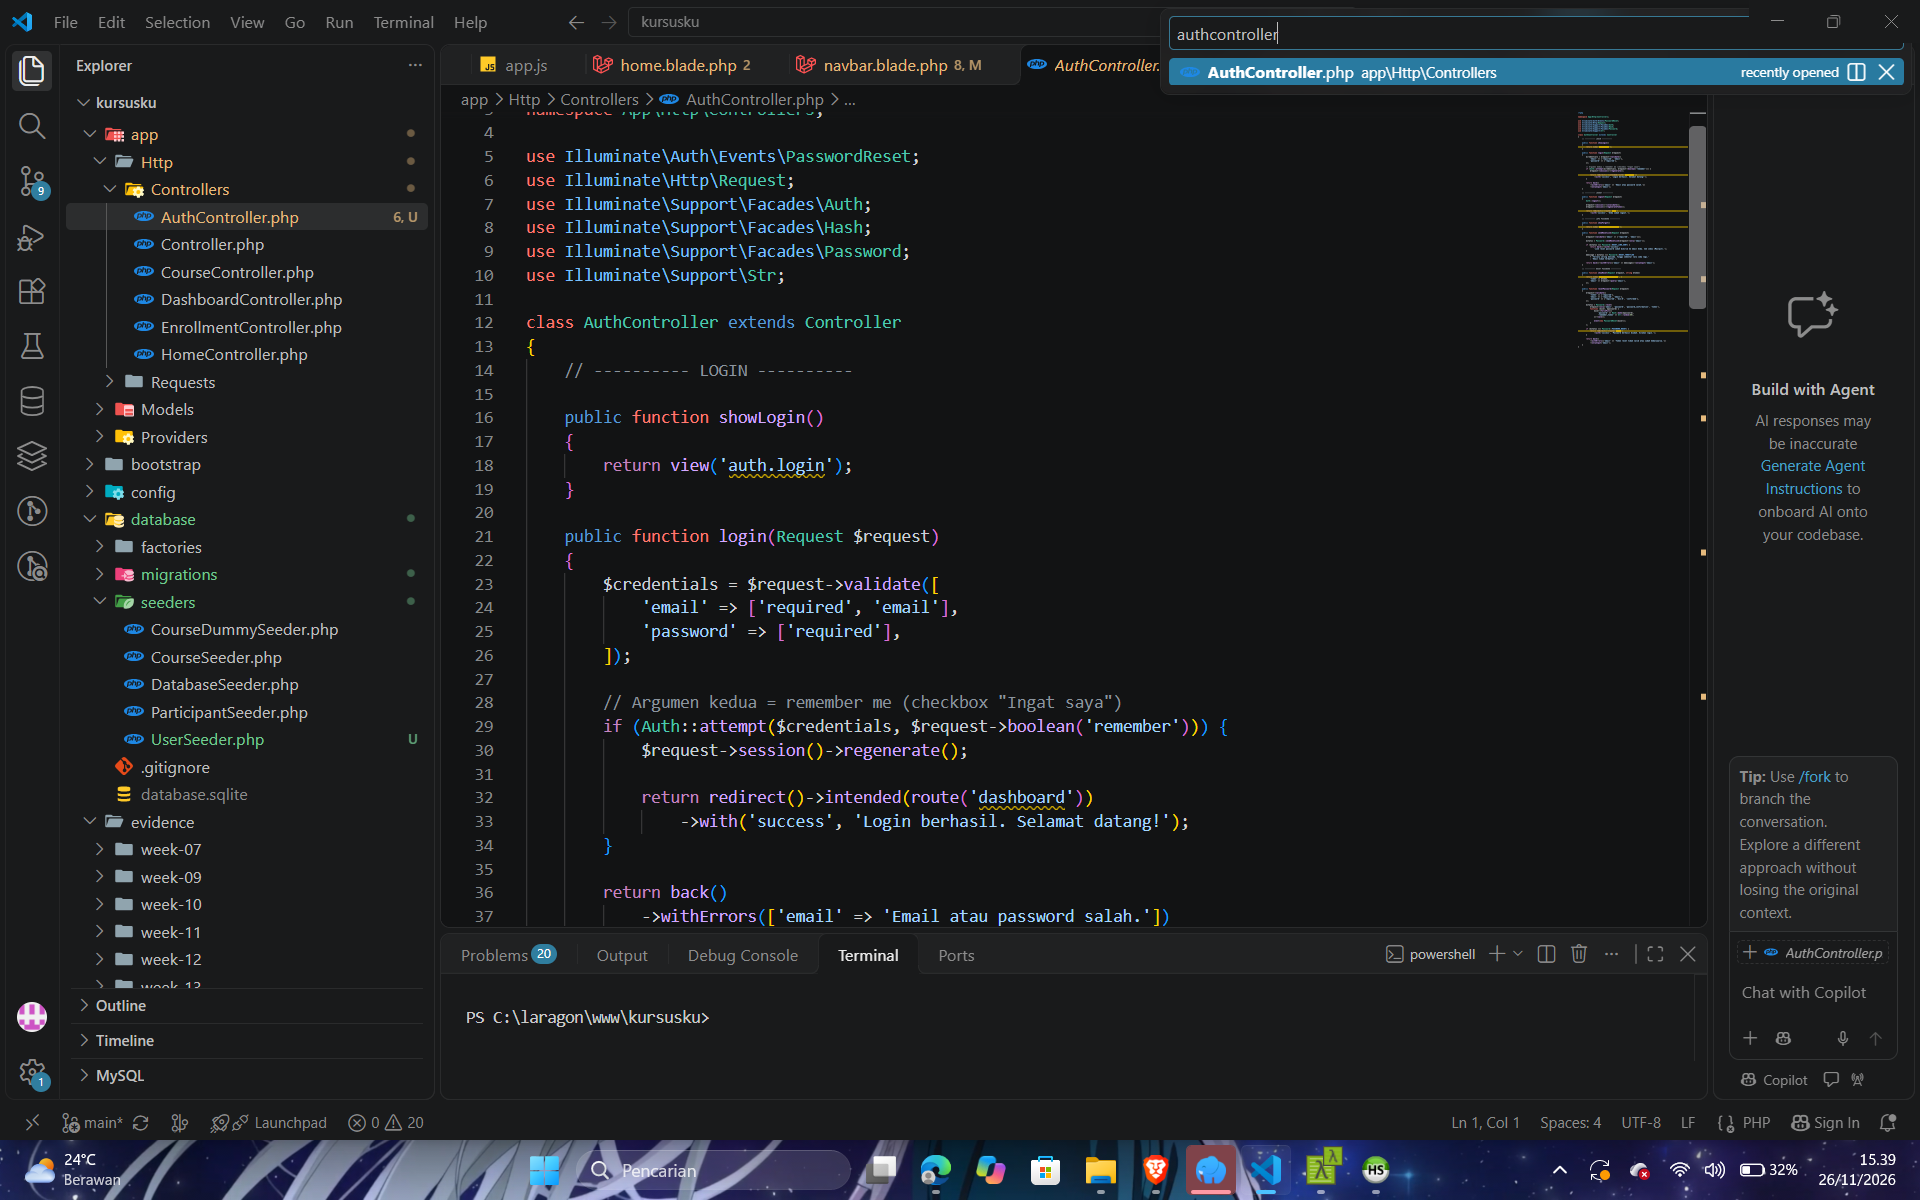 File Edit Selection View Go Run Terminal Help
kursusku
authcontroller
AuthController.php app\Http\Controllers recently opened
Explorer
app.js
home.blade.php 2
navbar.blade.php 8, M
AuthController.
app > Http > Controllers > AuthController.php > ...
kursusku
app
Http
Controllers
AuthController.php 6, U
Controller.php
CourseController.php
DashboardController.php
EnrollmentController.php
HomeController.php
Requests
Models
Providers
bootstrap
config
database
factories
migrations
seeders
CourseDummySeeder.php
CourseSeeder.php
DatabaseSeeder.php
ParticipantSeeder.php
UserSeeder.php U
.gitignore
database.sqlite
evidence
week-07
week-09
week-10
week-11
week-12
week-13
Outline
Timeline
MySQL
9
1
3 namespace App\Http\Controllers;
4
5 use Illuminate\Auth\Events\PasswordReset;
6 use Illuminate\Http\Request;
7 use Illuminate\Support\Facades\Auth;
8 use Illuminate\Support\Facades\Hash;
9 use Illuminate\Support\Facades\Password;
10 use Illuminate\Support\Str;
11
12 class AuthController extends Controller
13 {
14 // ---------- LOGIN ----------
15
16 public function showLogin()
17 {
18 return view('auth.login');
19 }
20
21 public function login(Request $request)
22 {
23 $credentials = $request->validate([
24 'email' => ['required', 'email'],
25 'password' => ['required'],
26 ]);
27
28 // Argumen kedua = remember me (checkbox "Ingat saya")
29 if (Auth::attempt($credentials, $request->boolean('remember'))) {
30 $request->session()->regenerate();
31
32 return redirect()->intended(route('dashboard'))
33 ->with('success', 'Login berhasil. Selamat datang!');
34 }
35
36 return back()
37 ->withErrors(['email' => 'Email atau password salah.'])
Problems 20 Output Debug Console Terminal Ports
powershell
PS C:\laragon\www\kursusku>
Build with Agent
AI responses may
be inaccurate
Generate Agent
Instructions to
onboard AI onto
your codebase.
Tip: Use /fork to
branch the
conversation.
Explore a different
approach without
losing the original
context.
AuthController.p
Chat with Copilot
Copilot
main* Launchpad 0 20
Ln 1, Col 1 Spaces: 4 UTF-8 LF PHP Sign In
24°C
Berawan
Pencarian
HS
32%
15.39
26/11/2026